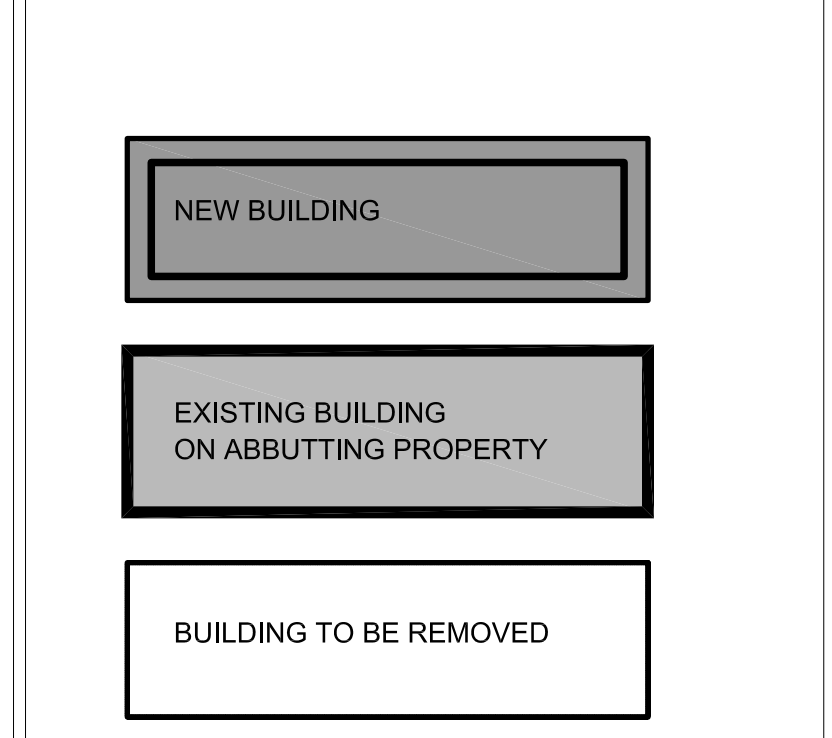 NEW BUILDING
EXISTING BUILDING
ON ABBUTTING PROPERTY
BUILDING TO BE REMOVED